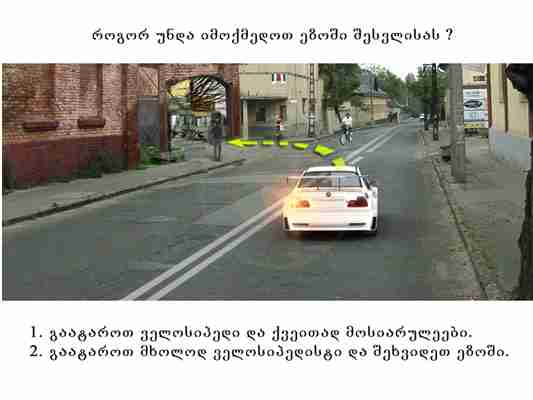 როგორ უნდა იმოქმედოთ ეზოში შესვლისას ?
1. გაატაროთ ველოსიპედი და ქვეითად მოსიარულეები.
2. გაატაროთ მხოლოდ ველოსიპედისტი და შეხვიდეთ ეზოში.